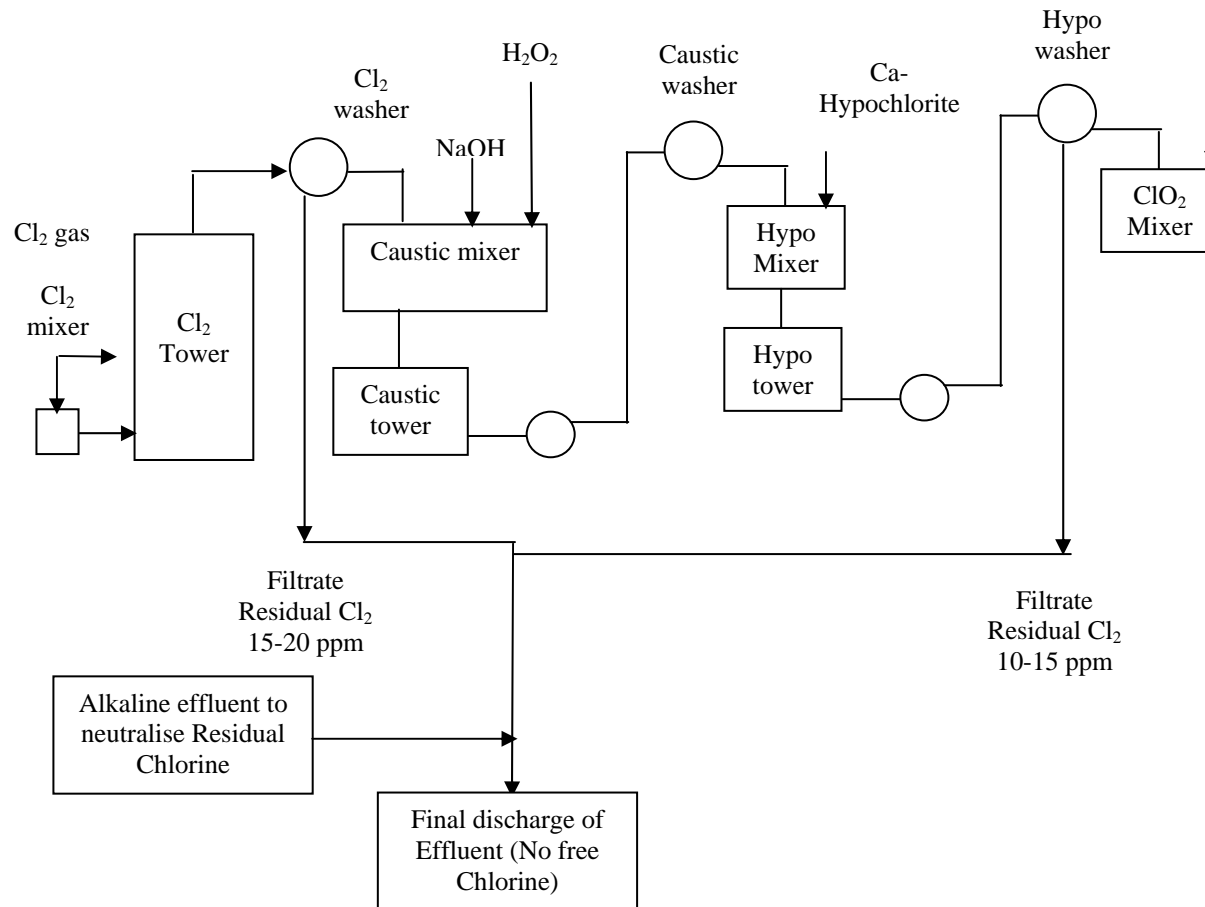 Hypo
washer
H₂O₂
Caustic
washer
Ca-
Hypochlorite
Cl₂
washer
NaOH
Cl₂ gas
Cl₂
mixer
Cl₂
Tower
Caustic mixer
Caustic
tower
Hypo
Mixer
Hypo
tower
ClO₂
Mixer
Filtrate
Residual Cl₂
15-20 ppm
Filtrate
Residual Cl₂
10-15 ppm
Alkaline effluent to
neutralise Residual
Chlorine
Final discharge of
Effluent (No free
Chlorine)